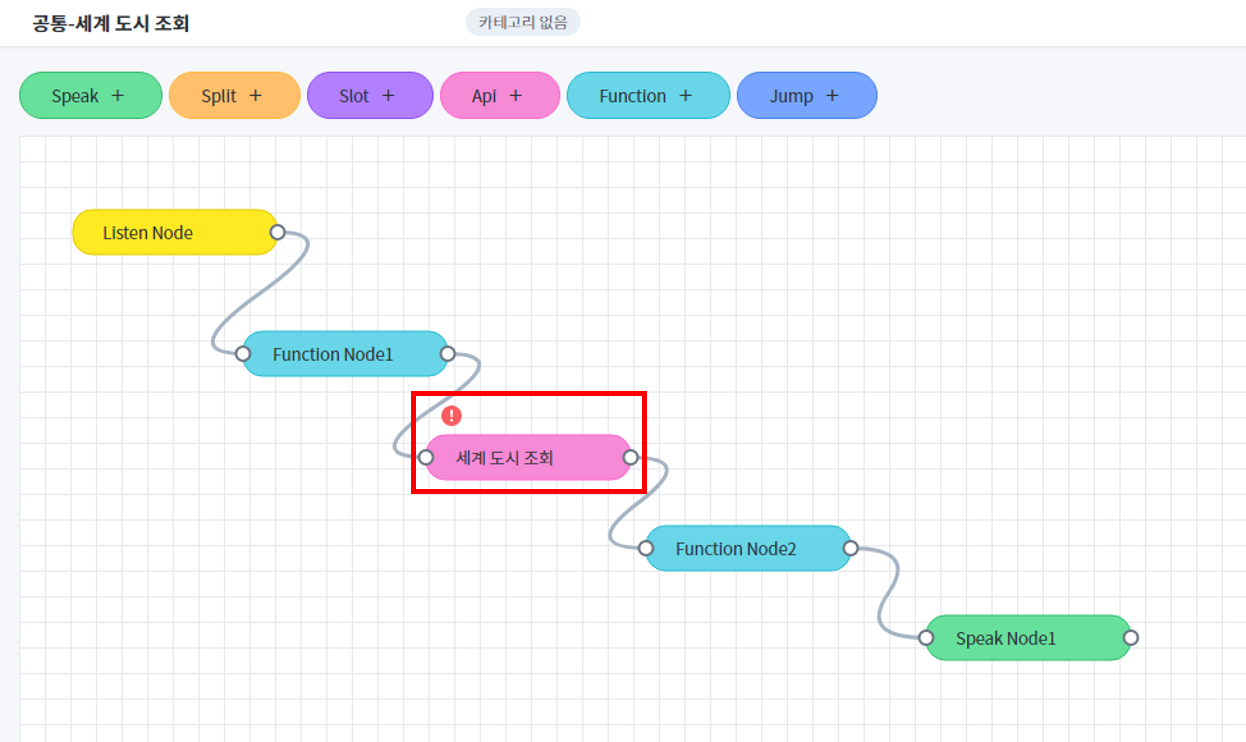 공통-세계 도시 조회
카테고리 없음
Speak +
Split +
Slot +
Api +
Function +
Jump +
Listen Node
Function Node1
!
세계 도시 조회
Function Node2
Speak Node1